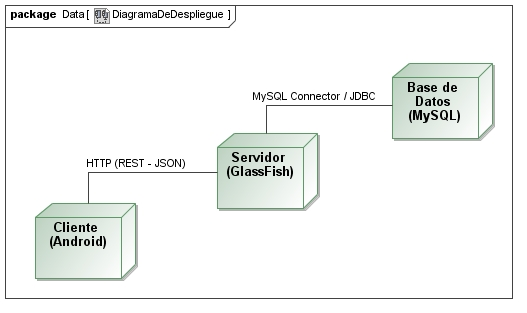 package Data [ DiagramaDeDespliegue ]
MySQL Connector / JDBC
Base de
Datos
(MySQL)
HTTP (REST - JSON)
Servidor
(GlassFish)
Cliente
(Android)